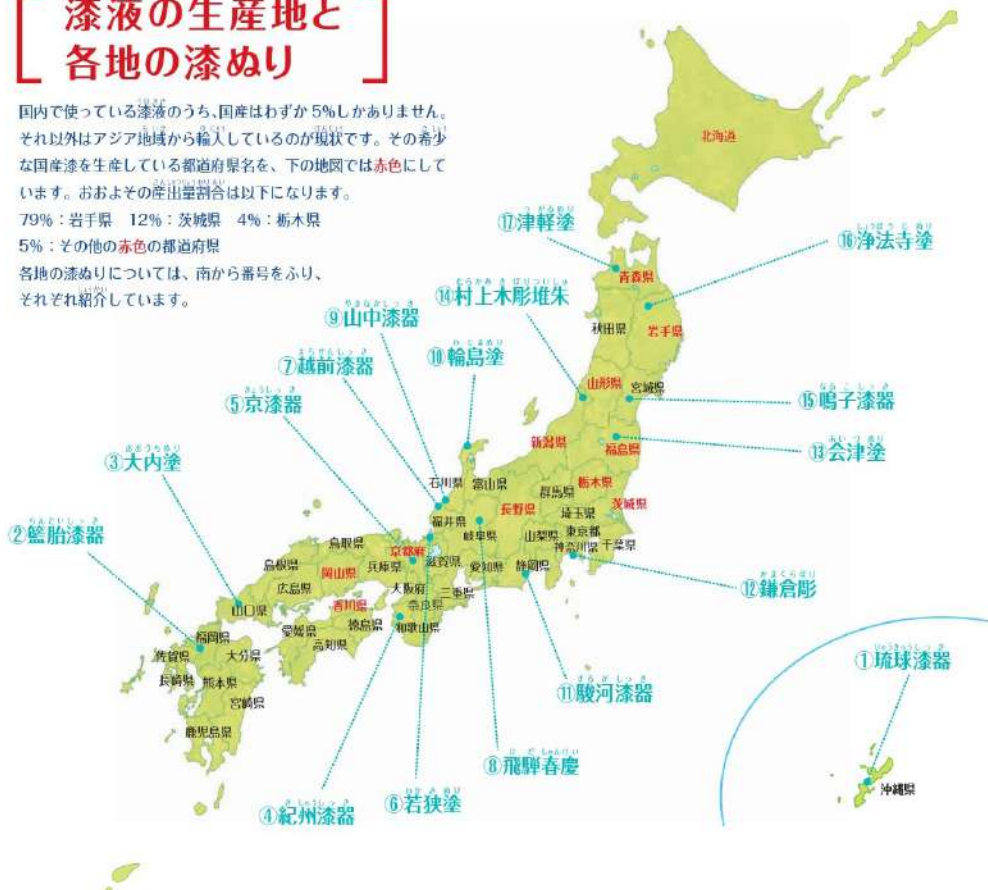 漆液の生産地と
各地の漆ぬり
国内で使っている漆液のうち、国産はわずか5%しかありません。
それ以外はアジア地域から輸入しているのが現状です。その希少
な国産漆を生産している都道府県名を、下の地図では赤色にして
います。おおよその産出量割合は以下になります。
79%：岩手県　12%：茨城県　4%：栃木県
5%：その他の赤色の都道府県
各地の漆ぬりについては、南から番号をふり、
それぞれ紹介しています。
北海道
⑰津軽塗
⑯浄法寺塗
青森県
⑭村上木彫堆朱
⑨山中漆器
秋田県
岩手県
⑩輪島塗
⑦越前漆器
山形県
宮城県
⑤京漆器
⑮鳴子漆器
新潟県
福島県
⑬会津塗
③大内塗
石川県
富山県
群馬県
栃木県
茨城県
長野県
埼玉県
福井県
岐阜県
山梨県
東京都
神奈川県
千葉県
②籃胎漆器
鳥取県
京都府
兵庫県
滋賀県
愛知県
静岡県
島根県
岡山県
広島県
大阪府
三重県
⑫鎌倉彫
山口県
香川県
奈良県
徳島県
和歌山県
福岡県
愛媛県
高知県
佐賀県
大分県
①琉球漆器
長崎県
熊本県
⑪駿河漆器
宮崎県
鹿児島県
⑧飛騨春慶
沖縄県
④紀州漆器
⑥若狭塗